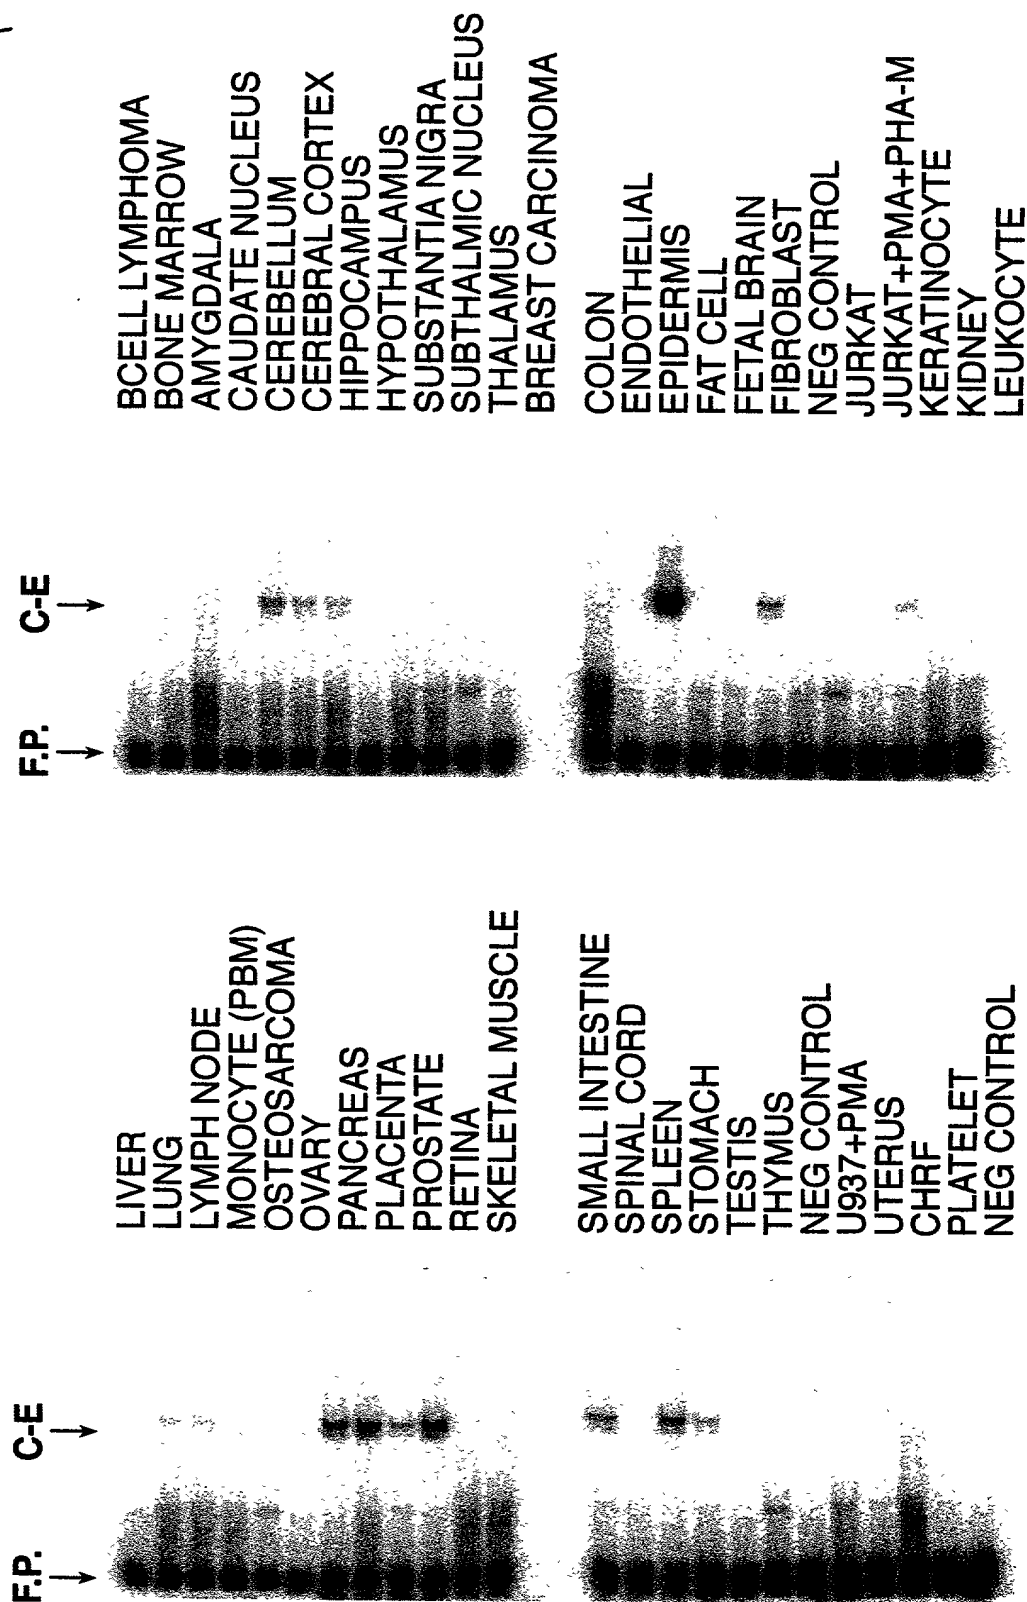 C-E
F.P.
BCELL LYMPHOMA
BONE MARROW
AMYGDALA
CAUDATE NUCLEUS
CEREBELLUM
CEREBRAL CORTEX
HIPPOCAMPUS
HYPOTHALAMUS
SUBSTANTIA NIGRA
SUBTHALMIC NUCLEUS
THALAMUS
BREAST CARCINOMA
COLON
ENDOTHELIAL
EPIDERMIS
FAT CELL
FETAL BRAIN
FIBROBLAST
NEG CONTROL
JURKAT
JURKAT+PMA+PHA-M
KERATINOCYTE
KIDNEY
LEUKOCYTE
C-E
F.P.
LIVER
LUNG
LYMPH NODE
MONOCYTE (PBM)
OSTEOSARCOMA
OVARY
PANCREAS
PLACENTA
PROSTATE
RETINA
SKELETAL MUSCLE
SMALL INTESTINE
SPINAL CORD
SPLEEN
STOMACH
TESTIS
THYMUS
NEG CONTROL
U937+PMA
UTERUS
CHRF
PLATELET
NEG CONTROL